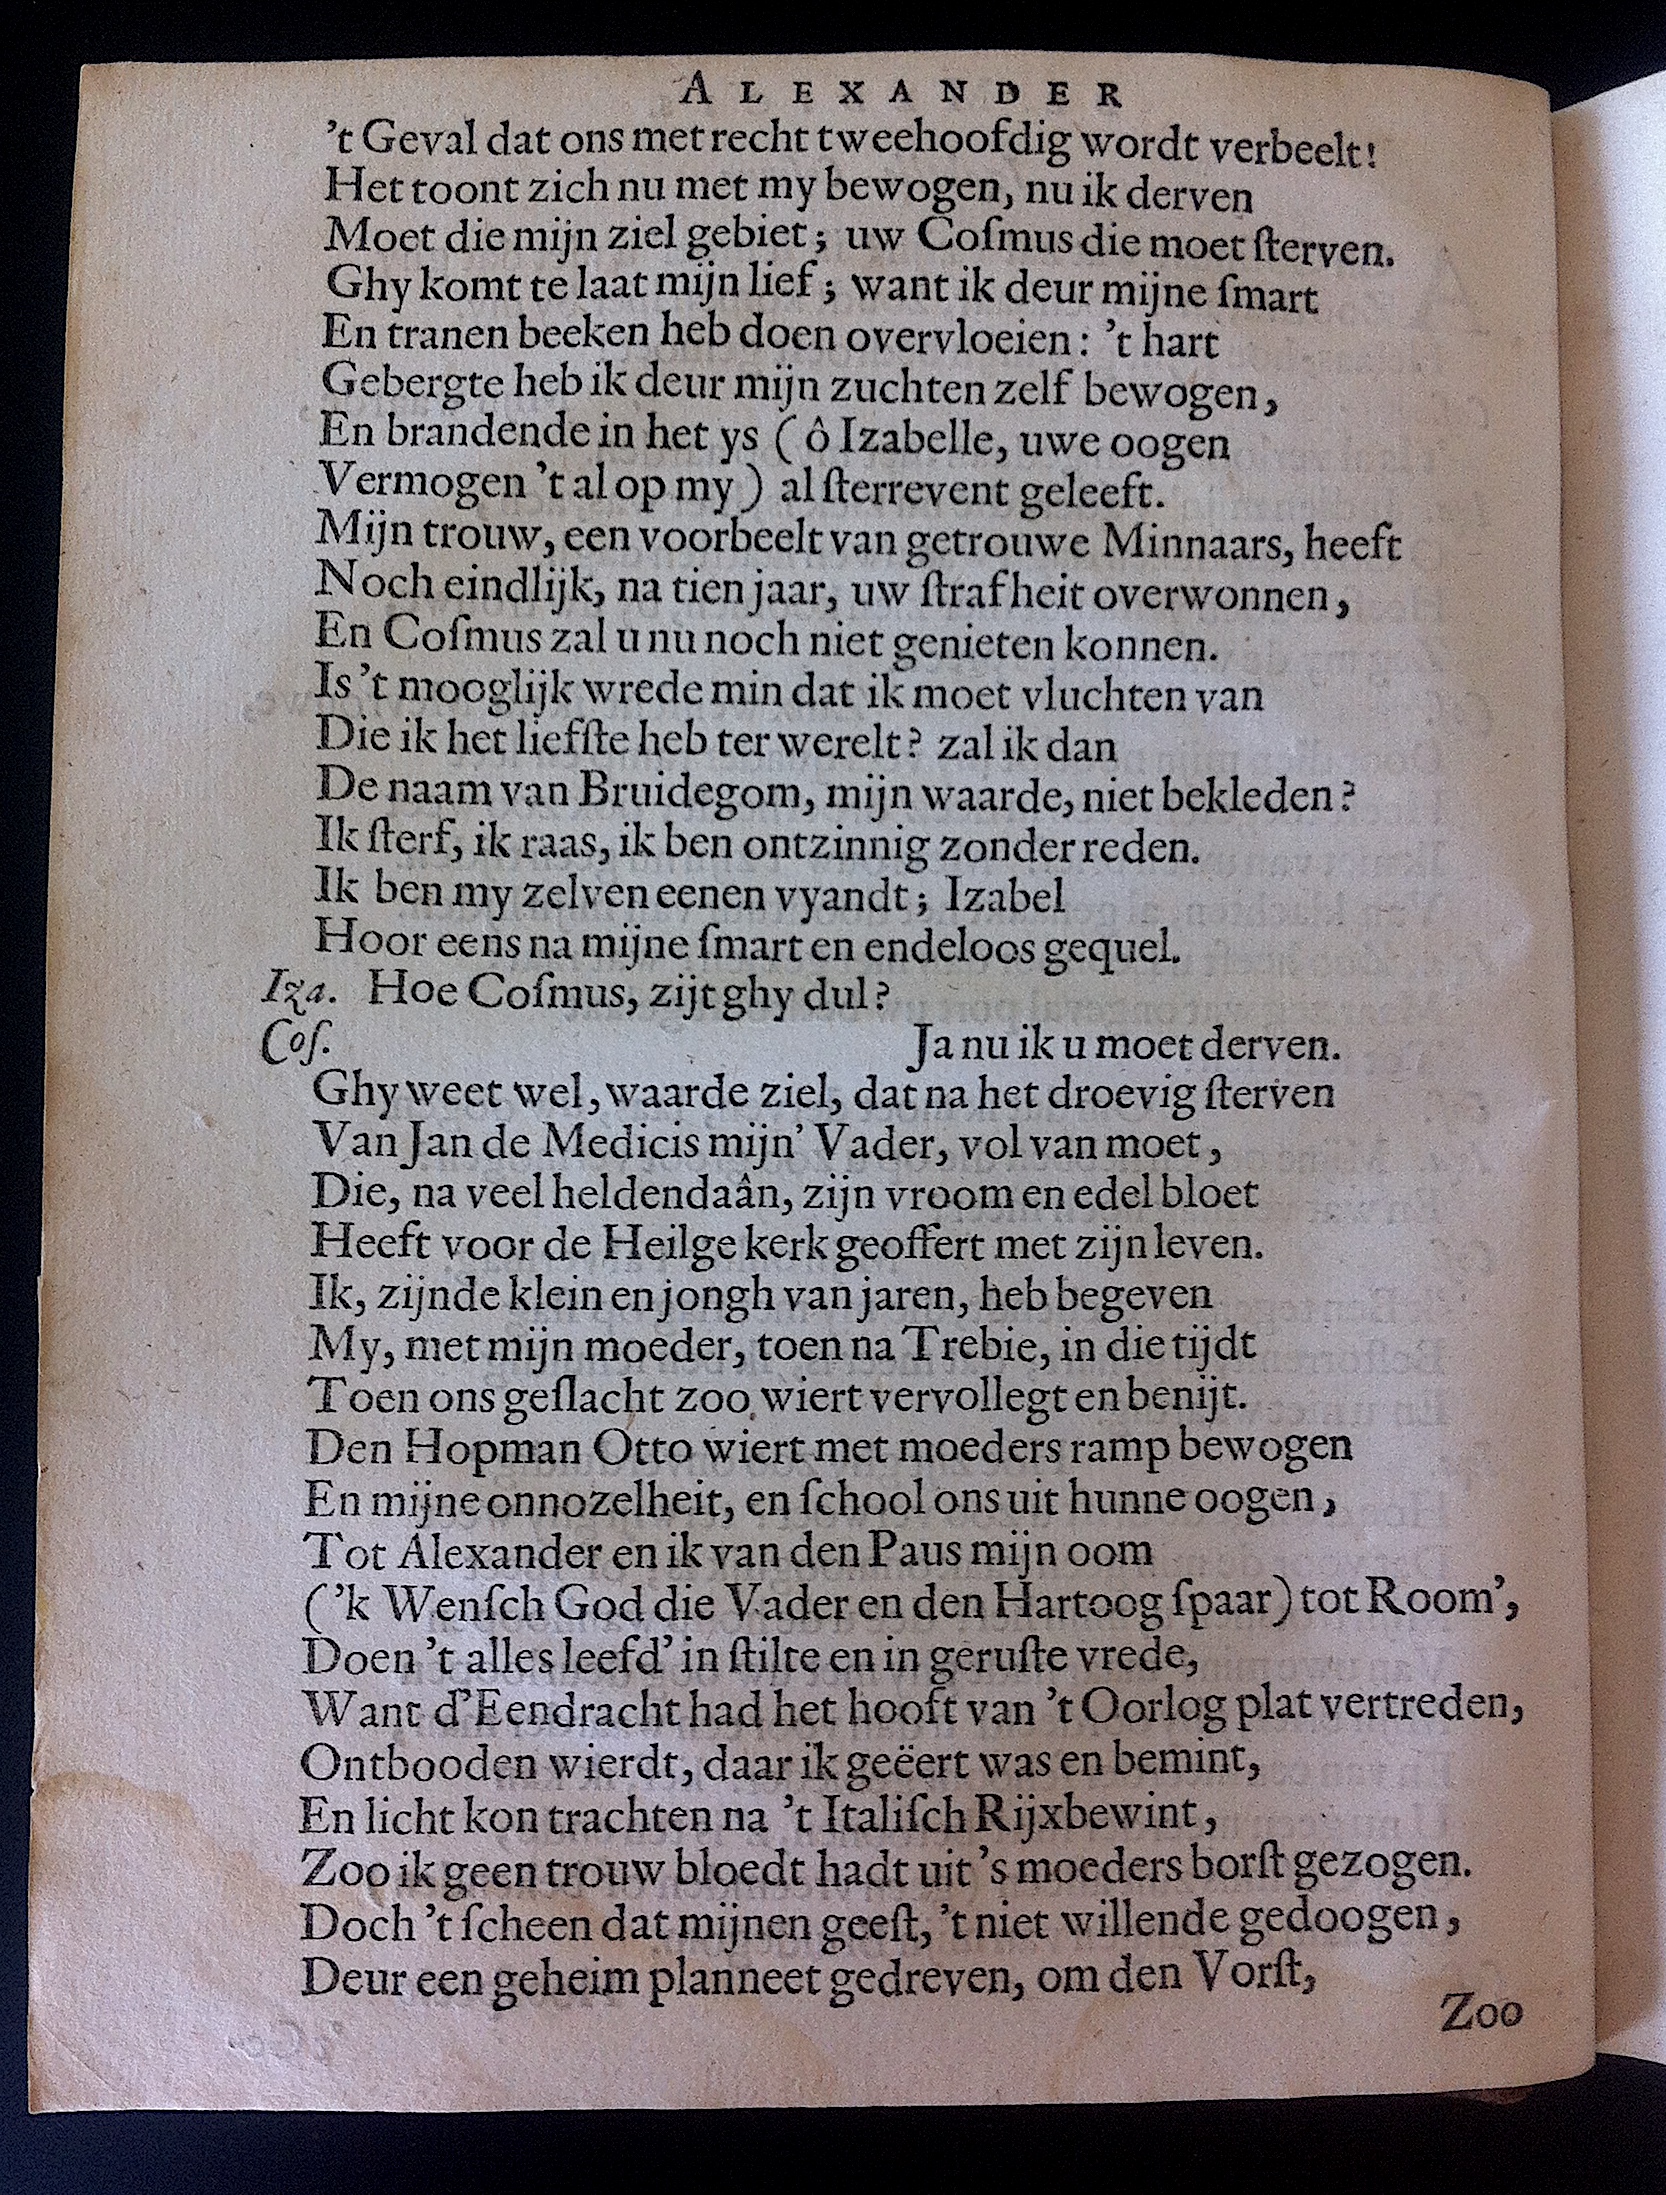 ALEXANDER
't Geval dat ons met recht tweehoofdig wordt verbeelt!
Het toont zich nu met my bewogen, nu ik derven
Moet die mijn ziel gebiet; uw Coſmus die moet ſterven.
Ghy komt te laat mijn lief; want ik deur mijne ſmart
En tranen beeken heb doen overvloeien: 't hart
Gebergte heb ik deur mijn zuchten zelf bewogen,
En brandende in het ys (ô Izabelle, uwe oogen
Vermogen 't al op my) al ſterrevent geleeft.
Mijn trouw, een voorbeelt van getrouwe Minnaars, heeft
Noch eindlijk, na tien jaar, uw ſtrafheit overwonnen,
En Coſmus zal u nu noch niet genieten konnen.
Is 't mooglijk wrede min dat ik moet vluchten van
Die ik het liefſte heb ter werelt? zal ik dan
De naam van Bruidegom, mijn waarde, niet bekleden?
Ik ſterf, ik raas, ik ben ontzinnig zonder reden.
Ik ben my zelven eenen vyandt; Izabel
Hoor eens na mijne ſmart en endeloos gequel.
Iza. Hoe Coſmus, zijt ghy dul?
Coſ. Ja nu ik u moet derven.
Ghy weet wel, waarde ziel, dat na het droevig ſterven
Van Jan de Medicis mijn' Vader, vol van moet,
Die, na veel heldendaân, zijn vroom en edel bloet
Heeft voor de Heilge kerk geoffert met zijn leven.
Ik, zijnde klein en jongh van jaren, heb begeven
My, met mijn moeder, toen na Trebie, in die tijdt
Toen ons geſlacht zoo wiert vervollegt en benijt.
Den Hopman Otto wiert met moeders ramp bewogen
En mijne onnozelheit, en ſchool ons uit hunne oogen,
Tot Alexander en ik van den Paus mijn oom
('k Wenſch God die Vader en den Hartoog ſpaar) tot Room',
Doen 't alles leefd' in ſtilte en in geruſte vrede,
Want d'Eendracht had het hooft van 't Oorlog plat vertreden,
Ontbooden wierdt, daar ik geëert was en bemint,
En licht kon trachten na 't Italiſch Rijxbewint,
Zoo ik geen trouw bloedt hadt uit 's moeders borſt gezogen.
Doch 't ſcheen dat mijnen geeſt, 't niet willende gedoogen,
Deur een geheim planneet gedreven, om den Vorſt,
Zoo